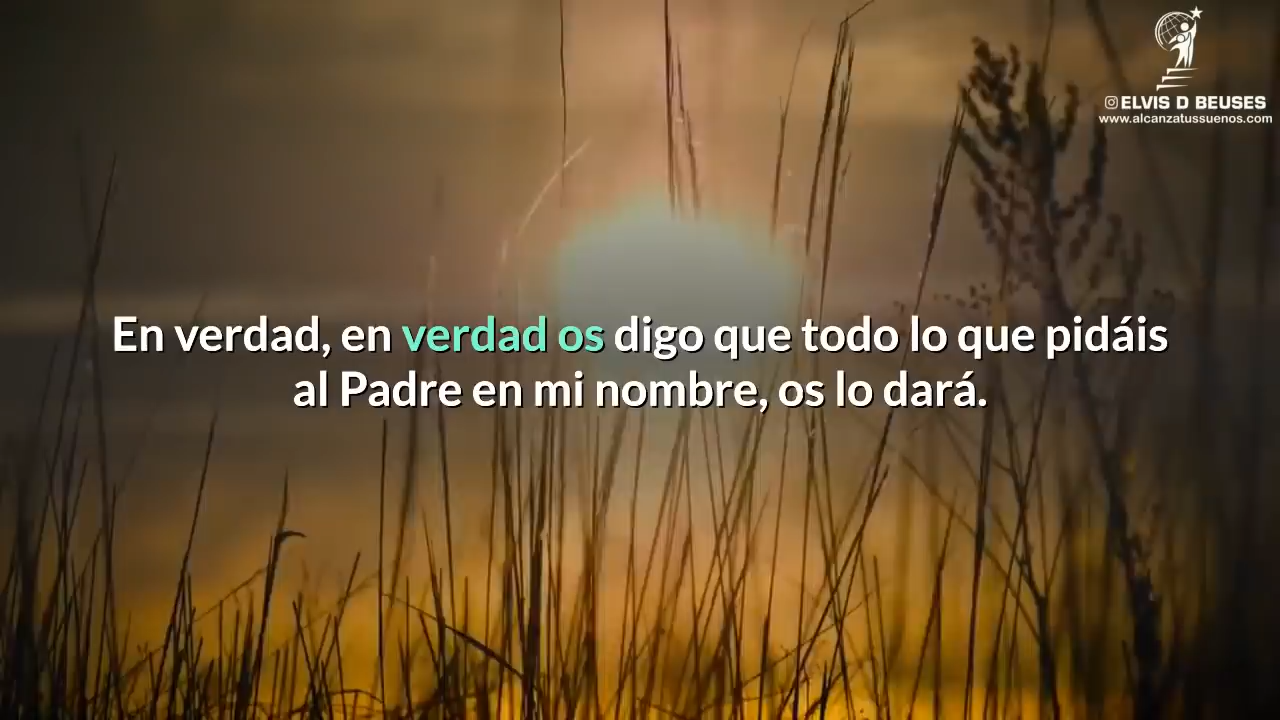 ELVIS D BEUSES
www.alcanzatussuenos.com
En verdad, en verdad os digo que todo lo que pidáis
al Padre en mi nombre, os lo dará.